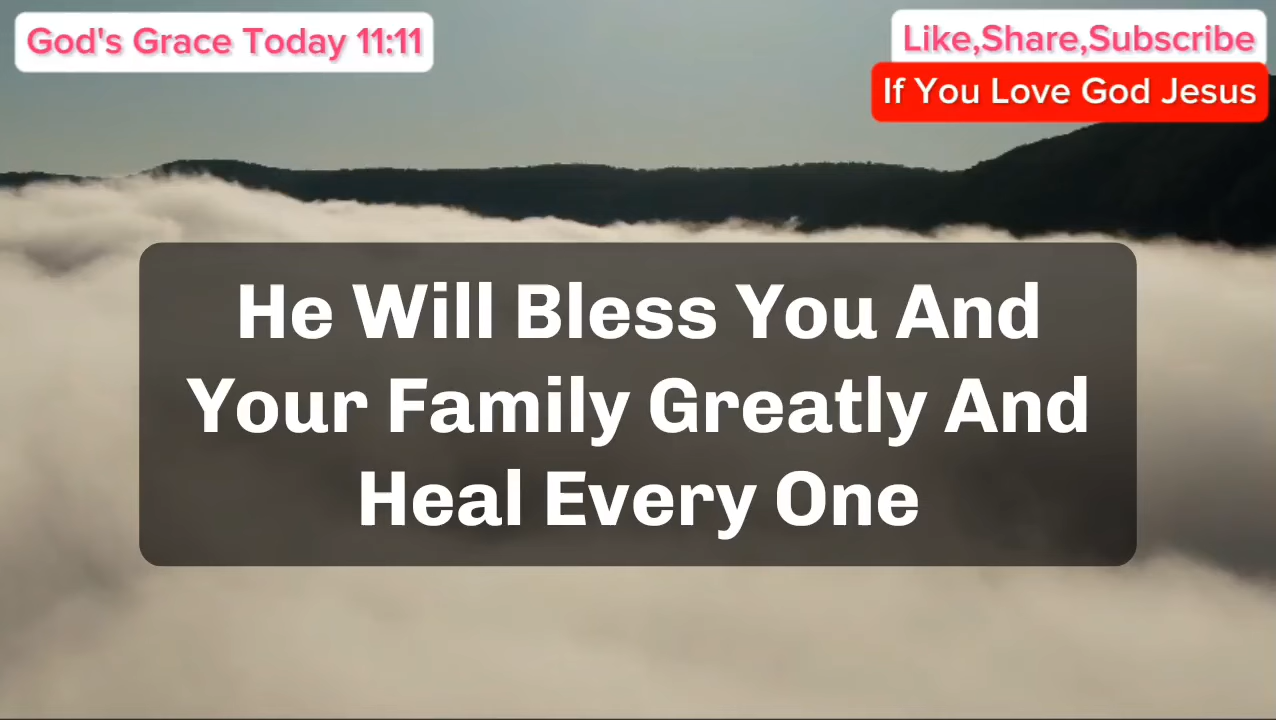 God's Grace Today 11:11
Like,Share,Subscribe
If You Love God Jesus
He Will Bless You And
Your Family Greatly And
Heal Every One